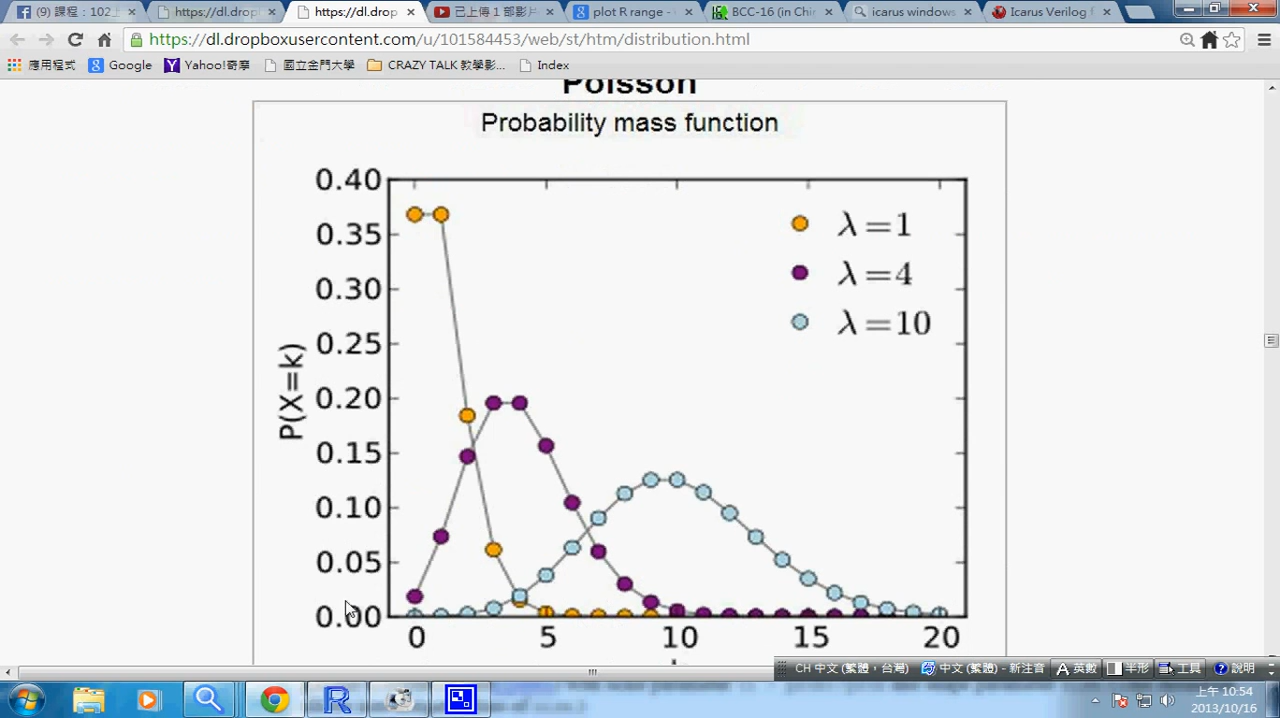 (9) 課程：102
https://dl.drop
https://dl.drop
己上傳 1 部影片
plot R range -
BCC-16 (in Chi
icarus windows
Icarus Verilog f
https://dl.dropboxusercontent.com/u/101584453/web/st/htm/distribution.html
應用程式
Google
Yahoo!奇摩
國立金門大學
CRAZY TALK 教學影...
Index
Poisson
Probability mass function
0.40
0.35
0.30
0.25
0.20
0.15
0.10
0.05
0.00
P(X=k)
λ=1
λ=4
λ=10
0 5 10 15 20
CH 中文 (繁體，台灣)
中文 (繁體) - 新注音
英數
半形
工具
說明
上午 10:54
2013/10/16